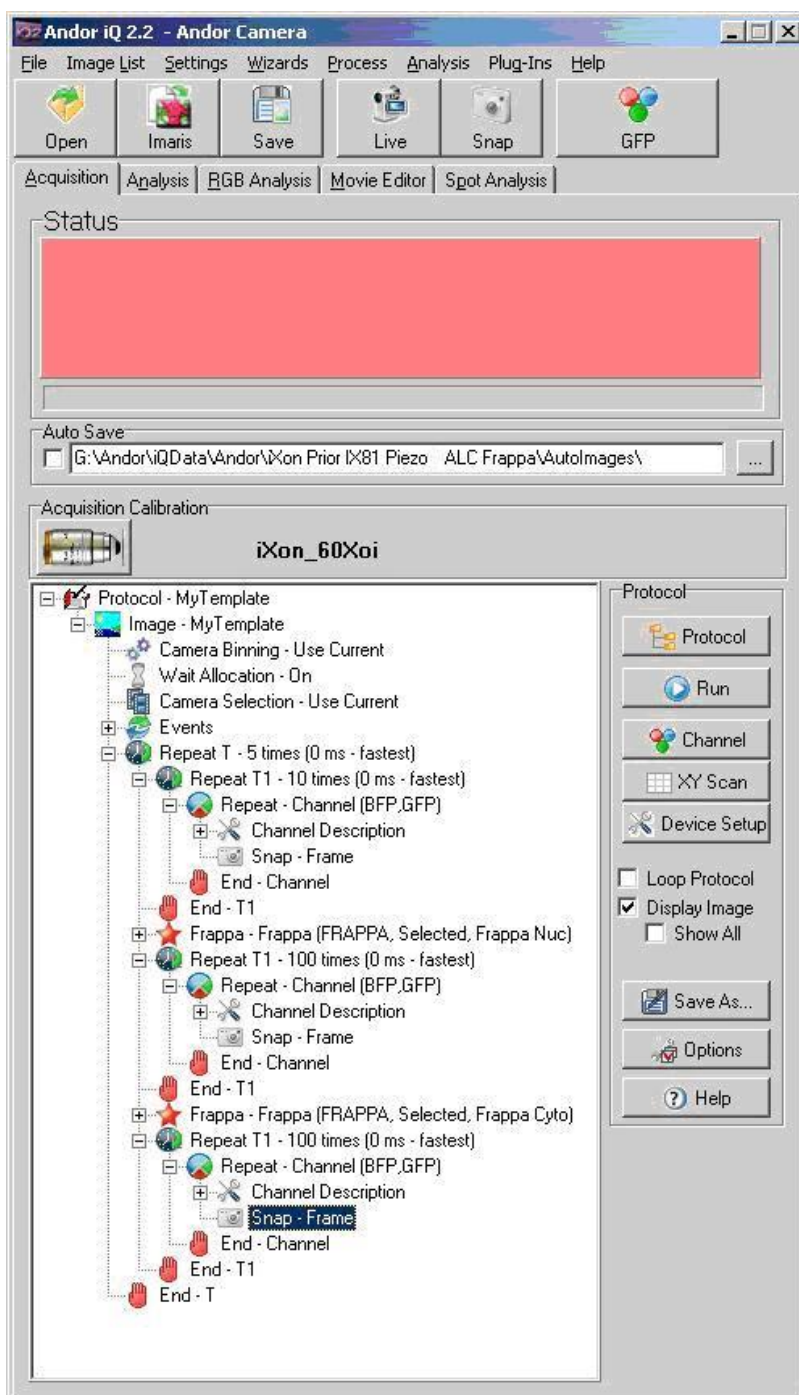 Andor iQ 2.2 - Andor Camera
File Image List Settings Wizards Process Analysis Plug-Ins Help
Open Imaris Save Live Snap GFP
Acquisition Analysis RGB Analysis Movie Editor Spot Analysis
Status
Auto Save
G:\Andor\iQData\Andor\iXon Prior IX81 Piezo ALC Frappa\AutoImages\ ...
Acquisition Calibration
iXon_60Xoi
Protocol - MyTemplate
Image - MyTemplate
Camera Binning - Use Current
Wait Allocation - On
Camera Selection - Use Current
Events
Repeat T - 5 times (0 ms - fastest)
Repeat T1 - 10 times (0 ms - fastest)
Repeat - Channel (BFP,GFP)
Channel Description
Snap - Frame
End - Channel
End - T1
Frappa - Frappa (FRAPPA, Selected, Frappa Nuc)
Repeat T1 - 100 times (0 ms - fastest)
Repeat - Channel (BFP,GFP)
Channel Description
Snap - Frame
End - Channel
End - T1
Frappa - Frappa (FRAPPA, Selected, Frappa Cyto)
Repeat T1 - 100 times (0 ms - fastest)
Repeat - Channel (BFP,GFP)
Channel Description
Snap - Frame
End - Channel
End - T1
End - T
Protocol
Protocol
Run
Channel
XY Scan
Device Setup
Loop Protocol
Display Image
Show All
Save As...
Options
Help